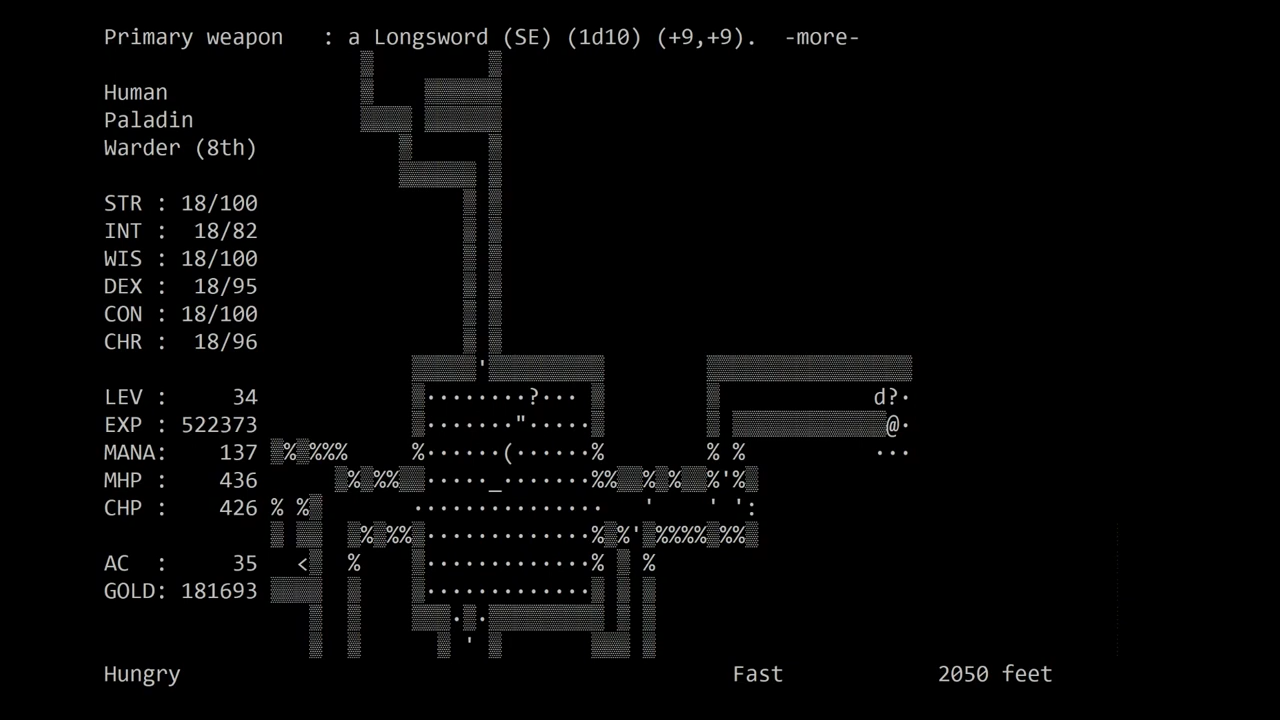 Primary weapon : a Longsword (SE) (1d10) (+9,+9). -more-
Human
Paladin
Warder (8th)
STR : 18/100
INT : 18/82
WIS : 18/100
DEX : 18/95
CON : 18/100
CHR : 18/96
LEV : 34
EXP : 522373
MANA: 137
MHP : 436
CHP : 426
AC : 35
GOLD: 181693
Hungry Fast 2050 feet